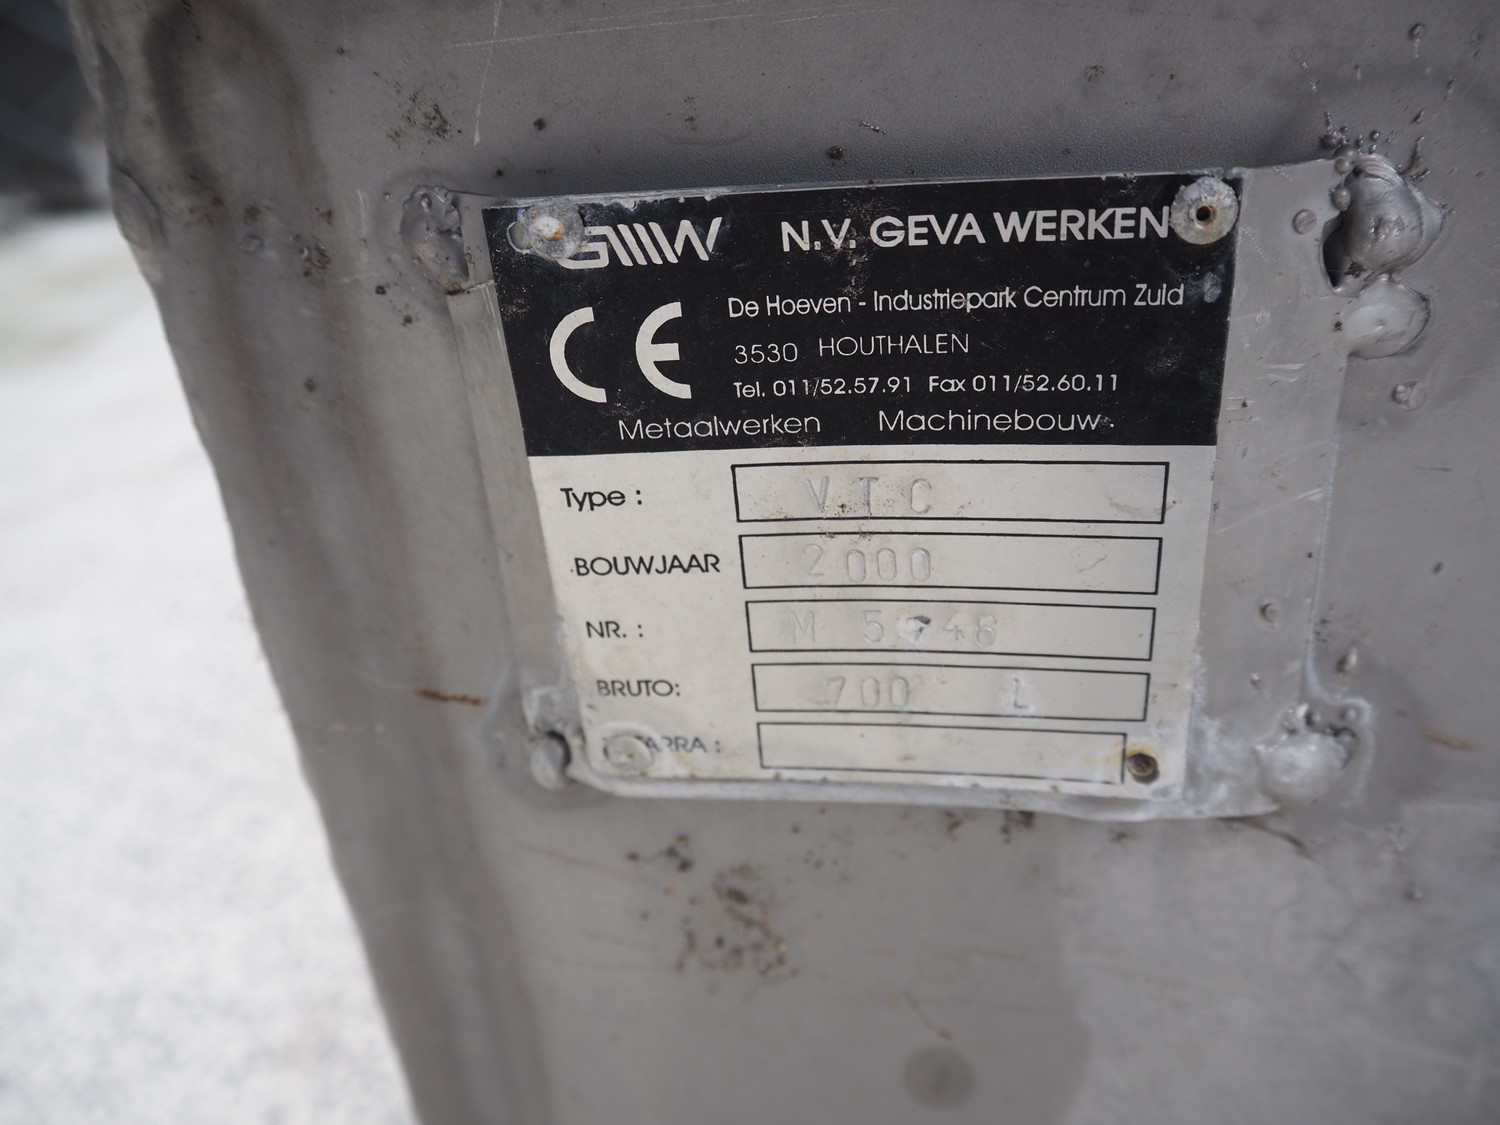 GMW N.V. GEVA WERKEN
CE
De Hoeven - Industriepark Centrum Zuid
3530 HOUTHALEN
Tel. 011/52.57.91 Fax 011/52.60.11
Metaalwerken Machinebouw
Type : VTC
BOUWJAAR 2000
NR. : M
BRUTO: 700 L
TARRA :